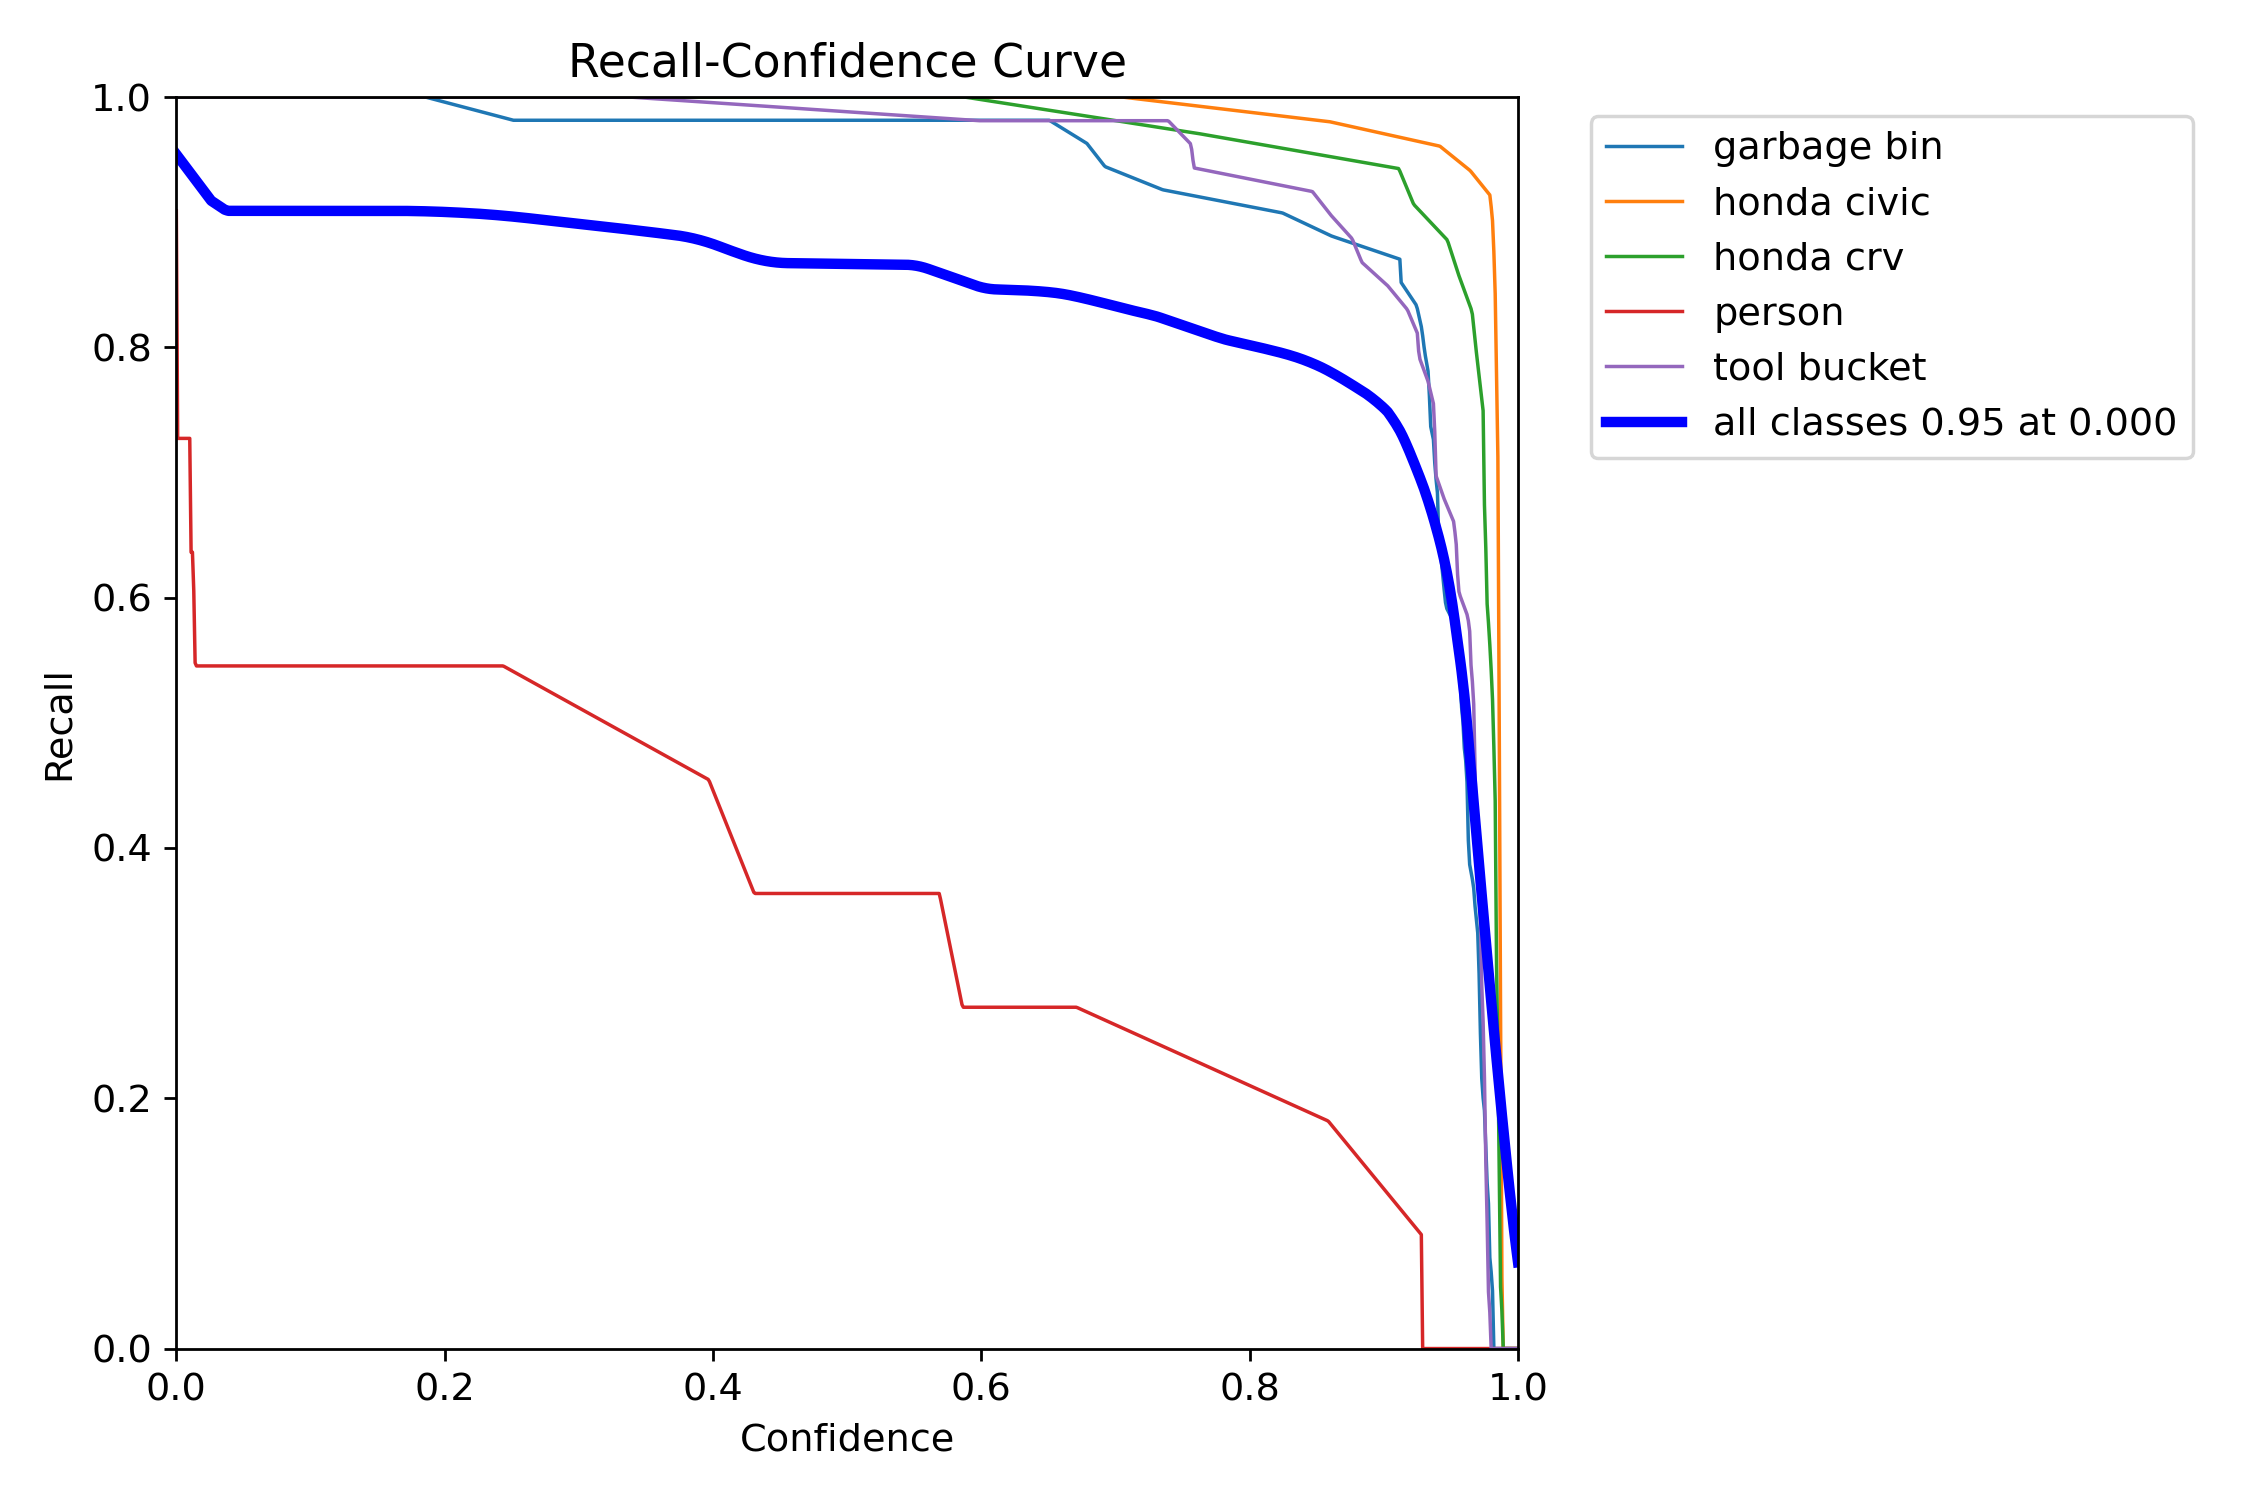 Recall-Confidence Curve
1.0
0.8
0.6
0.4
0.2
0.0
Recall
0.0 0.2 0.4 0.6 0.8 1.0
Confidence
garbage bin
honda civic
honda crv
person
tool bucket
all classes 0.95 at 0.000